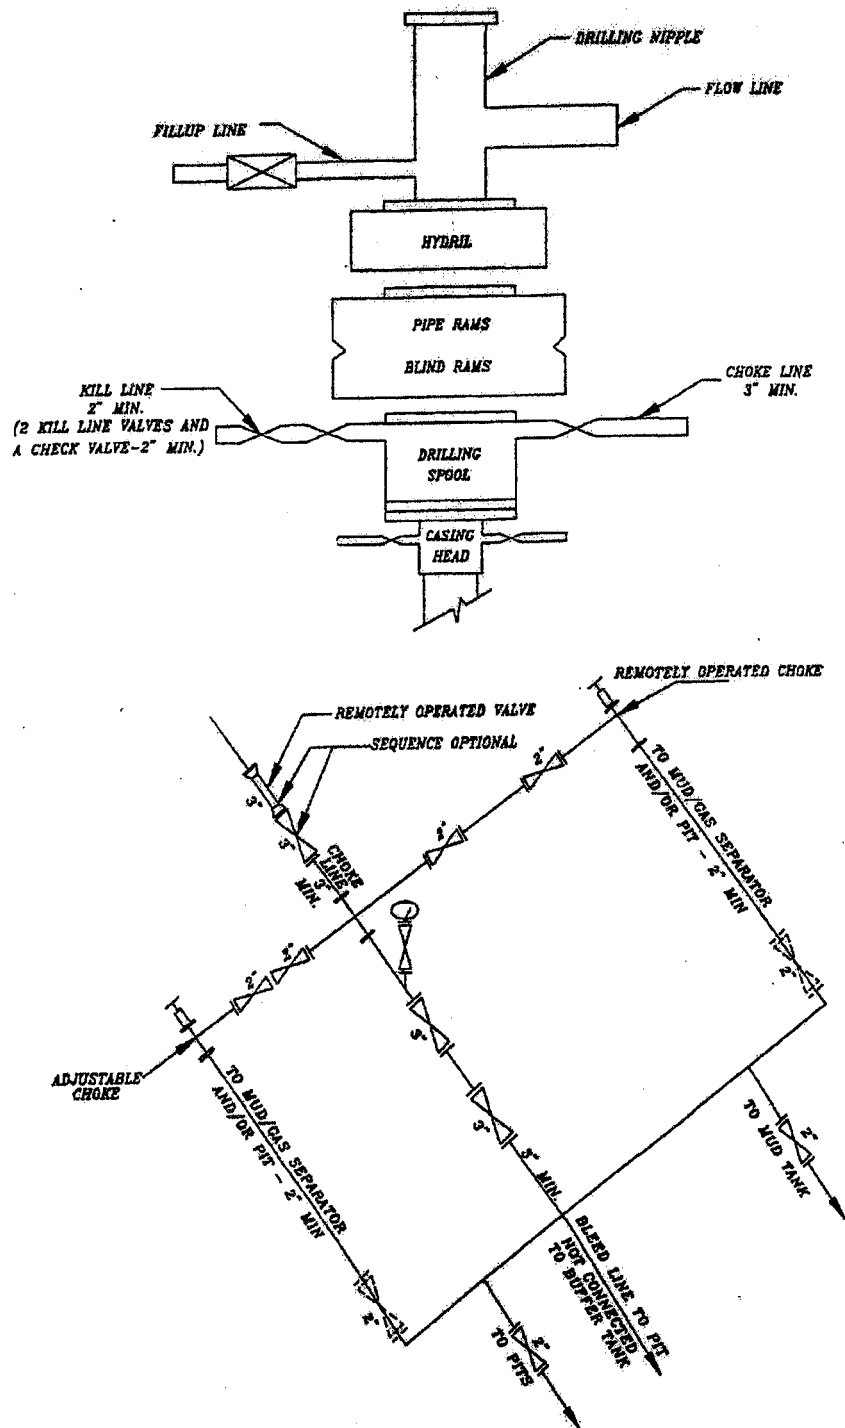 DRILLING NIPPLE
FLOW LINE
FILLUP LINE
HYDRIL
PIPE RAMS
BLIND RAMS
KILL LINE
2" MIN.
(2 KILL LINE VALVES AND
A CHECK VALVE-2" MIN.)
CHOKE LINE
3" MIN.
DRILLING
SPOOL
CASING
HEAD
REMOTELY OPERATED CHOKE
REMOTELY OPERATED VALVE
SEQUENCE OPTIONAL
3"
3"
CHOKE
LINE
3"
MIN.
2"
2"
TO MUD/GAS SEPARATOR
AND/OR PIT - 2" MIN
2"
2"
2"
ADJUSTABLE
CHOKE
TO MUD/GAS SEPARATOR
AND/OR PIT - 2" MIN
2"
3"
3"
3" MIN.
BLEED LINE TO PIT
NOT CONNECTED
TO BUFFER TANK
2"
TO MUD TANK
2"
TO PITS